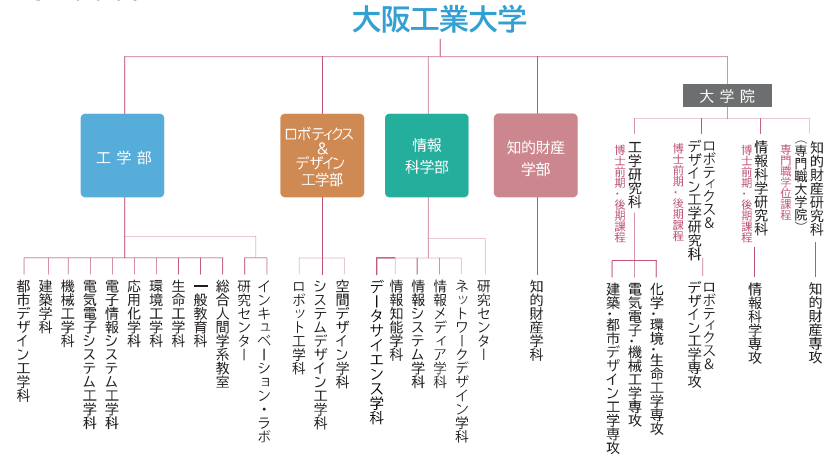 大阪工業大学
大学院
工学部
ロボティクス
&
デザイン
工学部
情報
科学部
知的財産
学部
工学研究科
博士前期・後期課程
ロボティクス&
デザイン工学研究科
博士前期・後期課程
情報科学研究科
博士前期・後期課程
知的財産研究科
（専門職大学院）
専門職学位課程
都市デザイン工学科
建築学科
機械工学科
電気電子システム工学科
電子情報システム工学科
応用化学科
環境工学科
生命工学科
一般教育科
総合人間学系教室
研究センター
インキュベーション・ラボ
ロボット工学科
システムデザイン工学科
空間デザイン学科
データサイエンス学科
情報知能学科
情報システム学科
情報メディア学科
ネットワークデザイン学科
研究センター
知的財産学科
建築・都市デザイン工学専攻
電気電子・機械工学専攻
化学・環境・生命工学専攻
ロボティクス&
デザイン工学専攻
情報科学専攻
知的財産専攻